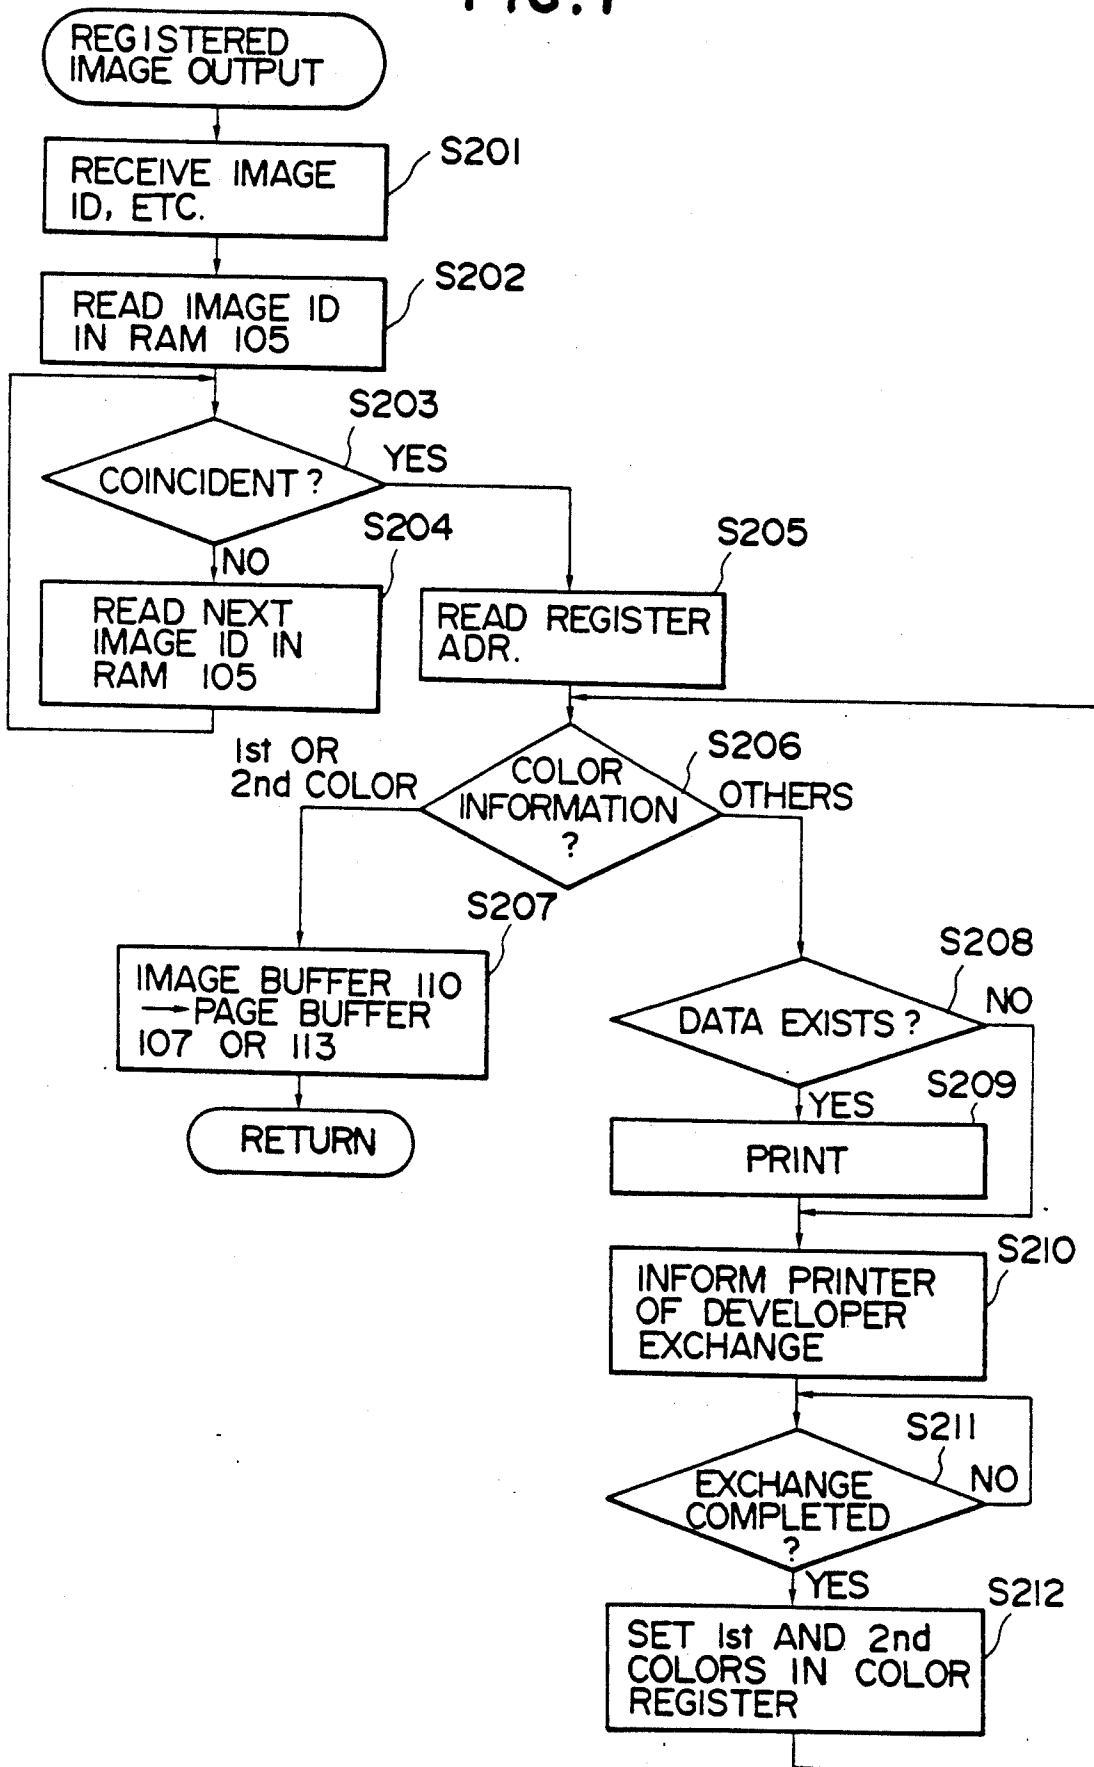 REGISTERED
IMAGE OUTPUT
RECEIVE IMAGE
ID, ETC.
S201
READ IMAGE ID
IN RAM 105
S202
COINCIDENT ?
S203
YES
NO
READ NEXT
IMAGE ID IN
RAM 105
S204
READ REGISTER
ADR.
S205
COLOR
INFORMATION
?
S206
1st OR
2nd COLOR
OTHERS
IMAGE BUFFER 110
→ PAGE BUFFER
107 OR 113
S207
RETURN
DATA EXISTS ?
S208
NO
YES
PRINT
S209
INFORM PRINTER
OF DEVELOPER
EXCHANGE
S210
EXCHANGE
COMPLETED
?
S211
NO
YES
SET 1st AND 2nd
COLORS IN COLOR
REGISTER
S212